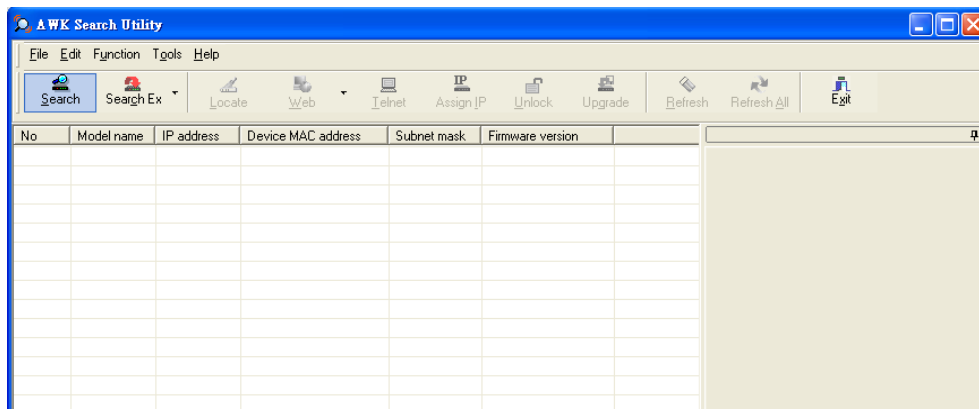 AWK Search Utility
File Edit Function Tools Help
Search Search Ex Locate Web Telnet Assign IP Unlock Upgrade Refresh Refresh All Exit
No Model name IP address Device MAC address Subnet mask Firmware version